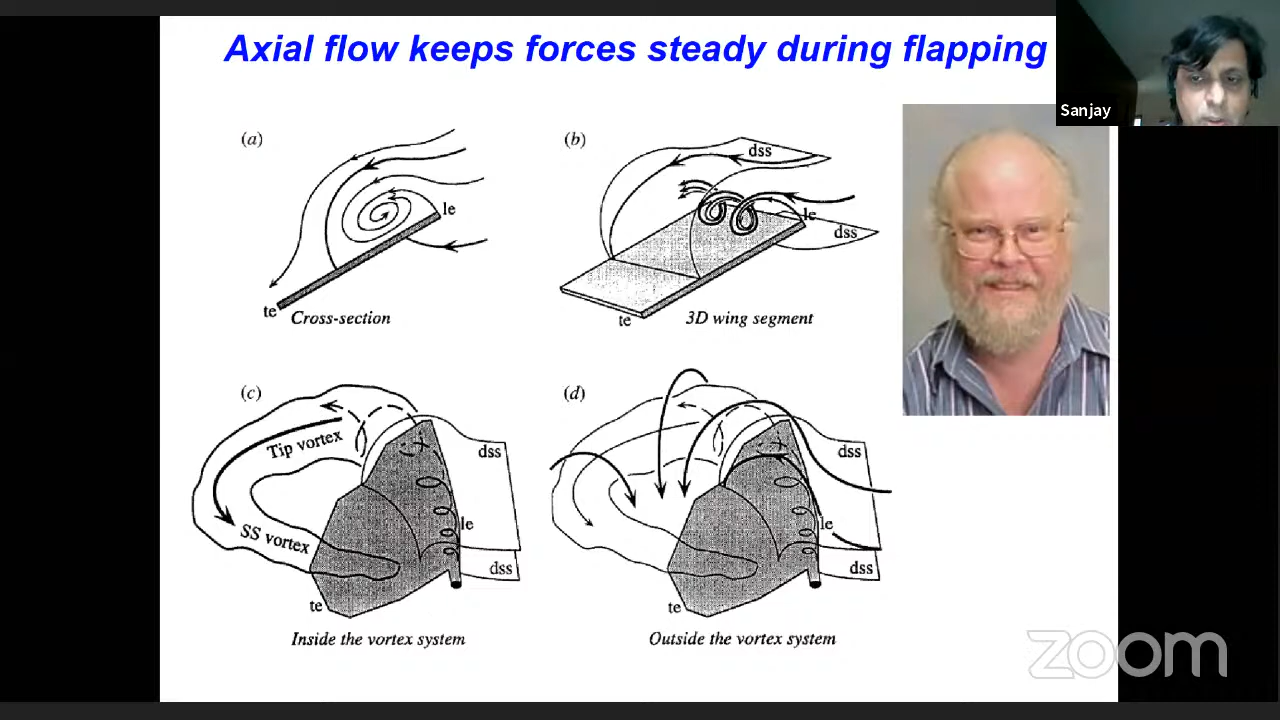 Axial flow keeps forces steady during flapping
Sanjay
(a)
le
te
Cross-section
(b)
dss
le
dss
te
3D wing segment
(c)
Tip vortex
SS vortex
dss
le
dss
te
Inside the vortex system
(d)
dss
le
dss
te
Outside the vortex system
zoom